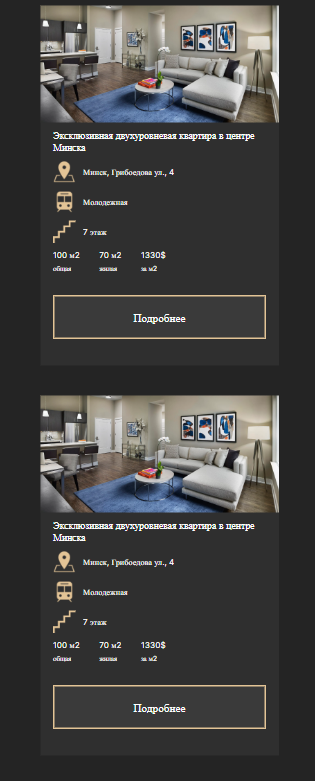 Эксклюзивная двухуровневая квартира в центре
Минска
Минск, Грибоедова ул., 4
Молодежная
7 этаж
100 м2 70 м2 1330$
общая жилая за м2
Подробнее
Эксклюзивная двухуровневая квартира в центре
Минска
Минск, Грибоедова ул., 4
Молодежная
7 этаж
100 м2 70 м2 1330$
общая жилая за м2
Подробнее